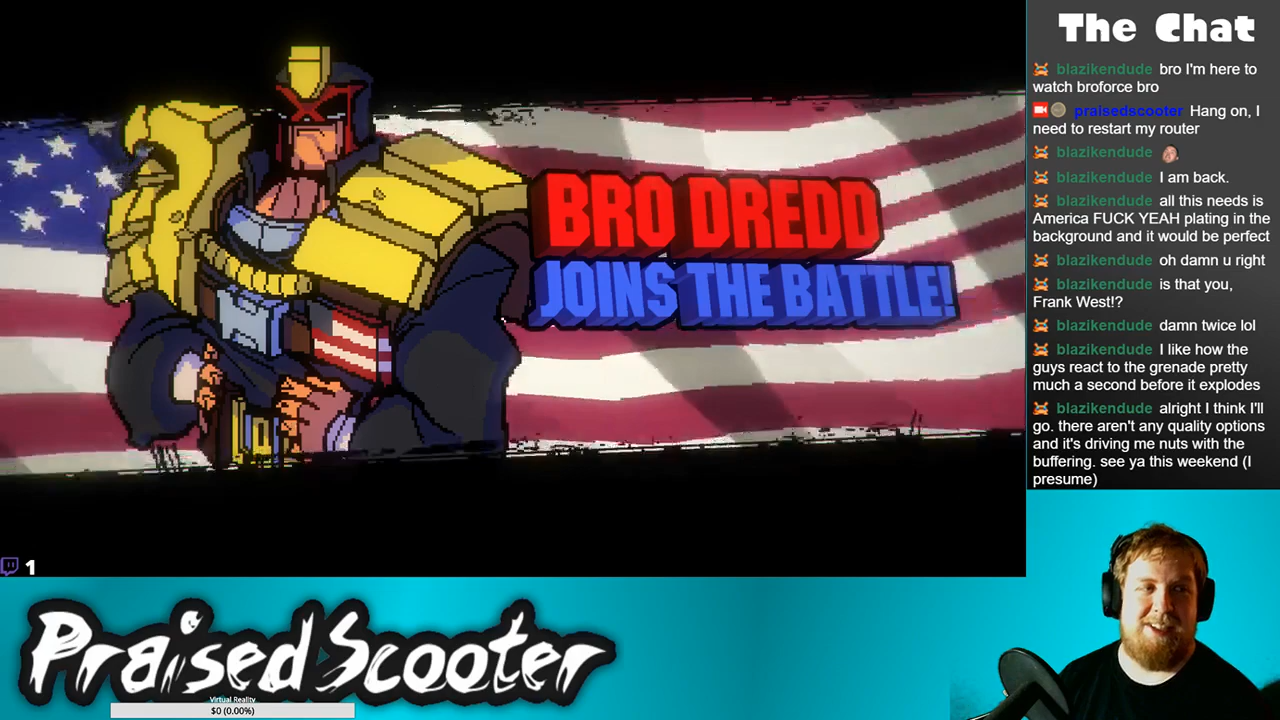 The Chat
blazikendude bro I'm here to
watch broforce bro
praisedscooter Hang on, I
need to restart my router
blazikendude
blazikendude I am back.
blazikendude all this needs is
America FUCK YEAH plating in the
background and it would be perfect
blazikendude oh damn u right
blazikendude is that you,
Frank West!?
blazikendude damn twice lol
blazikendude I like how the
guys react to the grenade pretty
much a second before it explodes
blazikendude alright I think I'll
go. there aren't any quality options
and it's driving me nuts with the
buffering. see ya this weekend (I
presume)
BRO DREDD
JOINS THE BATTLE!
1
PraisedScooter
Virtual Reality
$0 (0.00%)